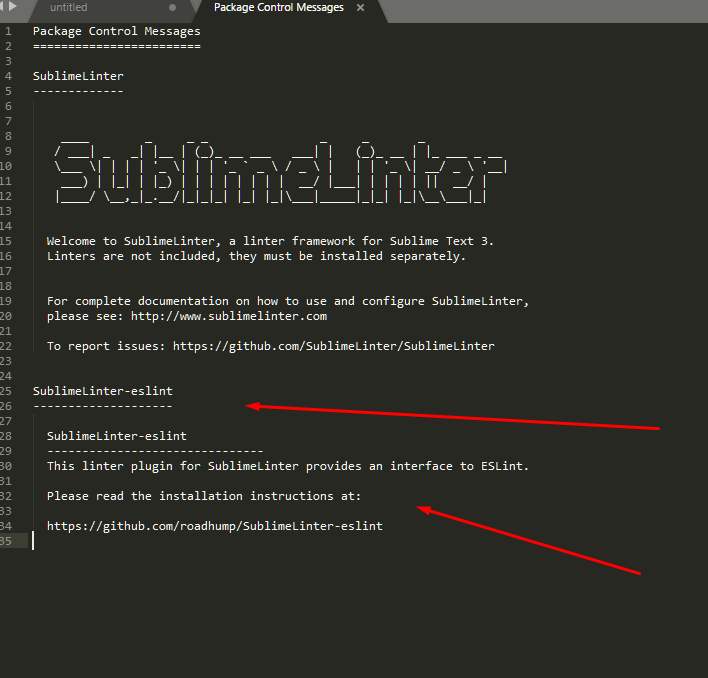 untitled
Package Control Messages
1 Package Control Messages
2 ========================
3
4 SublimeLinter
5 -------------
6
7
8
9
10 SublimeLinter
11
12
13
14
15 Welcome to SublimeLinter, a linter framework for Sublime Text 3.
16 Linters are not included, they must be installed separately.
17
18
19 For complete documentation on how to use and configure SublimeLinter,
20 please see: http://www.sublimelinter.com
21
22 To report issues: https://github.com/SublimeLinter/SublimeLinter
23
24
25 SublimeLinter-eslint
26 --------------------
27
28 SublimeLinter-eslint
29 -------------------------------
30 This linter plugin for SublimeLinter provides an interface to ESLint.
31
32 Please read the installation instructions at:
33
34 https://github.com/roadhump/SublimeLinter-eslint
35